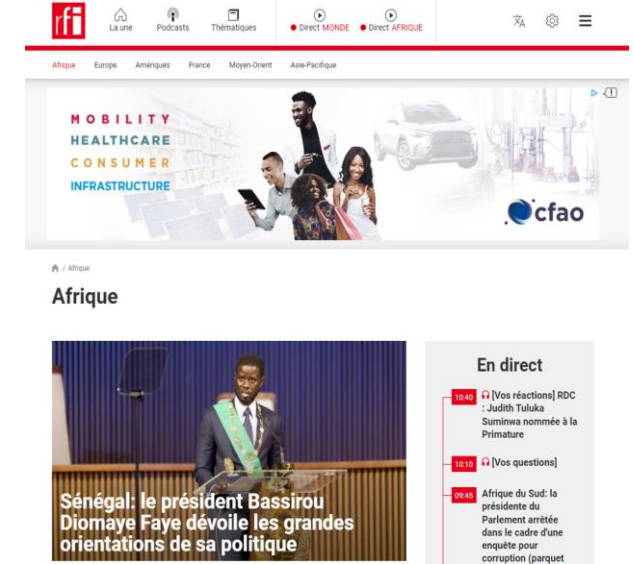 rfi
La une
Podcasts
Thématiques
Direct MONDE
Direct AFRIQUE
Afrique
Europe
Amériques
France
Moyen-Orient
Asie-Pacifique
MOBILITY
HEALTHCARE
CONSUMER
INFRASTRUCTURE
cfao
/ Afrique
Afrique
Sénégal: le président Bassirou
Diomaye Faye dévoile les grandes
orientations de sa politique
En direct
10:40
[Vos réactions] RDC
: Judith Tuluka
Suminwa nommée à la
Primature
10:10
[Vos questions]
09:45
Afrique du Sud: la
présidente du
Parlement arrêtée
dans le cadre d'une
enquête pour
corruption (parquet